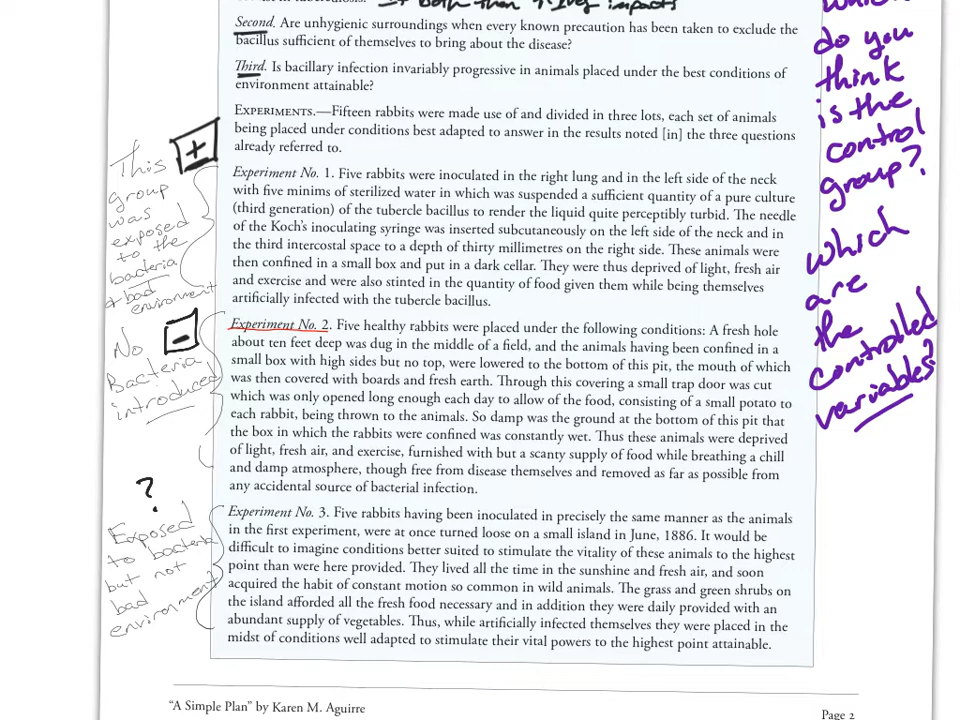 both than
Second. Are unhygienic surroundings when every known precaution has been taken to exclude the
bacillus sufficient of themselves to bring about the disease?
Third. Is bacillary infection invariably progressive in animals placed under the best conditions of
environment attainable?
EXPERIMENTS.—Fifteen rabbits were made use of and divided in three lots, each set of animals
being placed under conditions best adapted to answer in the results noted [in] the three questions
already referred to.
This
group
was
exposed
to the
bacteria
+ bad
environment
+
Experiment No. 1. Five rabbits were inoculated in the right lung and in the left side of the neck
with five minims of sterilized water in which was suspended a sufficient quantity of a pure culture
(third generation) of the tubercle bacillus to render the liquid quite perceptibly turbid. The needle
of the Koch's inoculating syringe was inserted subcutaneously on the left side of the neck and in
the third intercostal space to a depth of thirty millimetres on the right side. These animals were
then confined in a small box and put in a dark cellar. They were thus deprived of light, fresh air
and exercise and were also stinted in the quantity of food given them while being themselves
artificially infected with the tubercle bacillus.
No
Bacteria
introduced
-
Experiment No. 2. Five healthy rabbits were placed under the following conditions: A fresh hole
about ten feet deep was dug in the middle of a field, and the animals having been confined in a
small box with high sides but no top, were lowered to the bottom of this pit, the mouth of which
was then covered with boards and fresh earth. Through this covering a small trap door was cut
which was only opened long enough each day to allow of the food, consisting of a small potato to
each rabbit, being thrown to the animals. So damp was the ground at the bottom of this pit that
the box in which the rabbits were confined was constantly wet. Thus these animals were deprived
of light, fresh air, and exercise, furnished with but a scanty supply of food while breathing a chill
and damp atmosphere, though free from disease themselves and removed as far as possible from
any accidental source of bacterial infection.
?
Exposed
to bacteria
but not
bad
environment
Experiment No. 3. Five rabbits having been inoculated in precisely the same manner as the animals
in the first experiment, were at once turned loose on a small island in June, 1886. It would be
difficult to imagine conditions better suited to stimulate the vitality of these animals to the highest
point than were here provided. They lived all the time in the sunshine and fresh air, and soon
acquired the habit of constant motion so common in wild animals. The grass and green shrubs on
the island afforded all the fresh food necessary and in addition they were daily provided with an
abundant supply of vegetables. Thus, while artificially infected themselves they were placed in the
midst of conditions well adapted to stimulate their vital powers to the highest point attainable.
do you
think
is the
control
group?
which
are
the
controlled
variables?
"A Simple Plan" by Karen M. Aguirre
Page 2